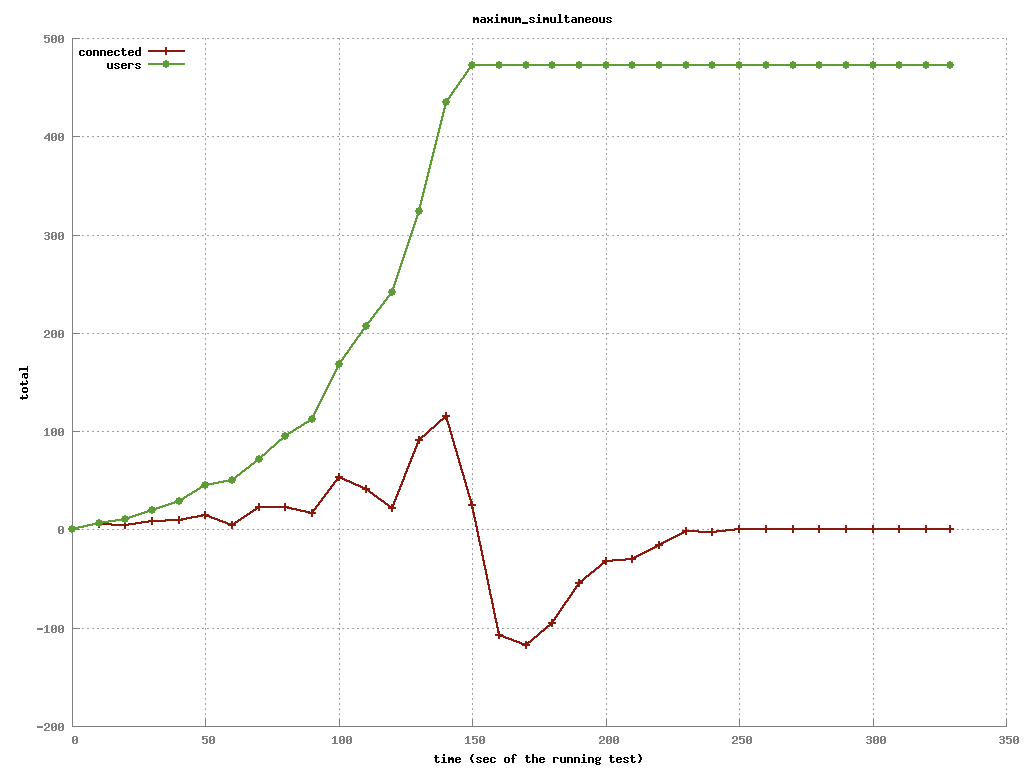 maximum_simultaneous
500
connected
users
400
300
200
total
100
0
-100
-200
0 50 100 150 200 250 300 350
time (sec of the running test)